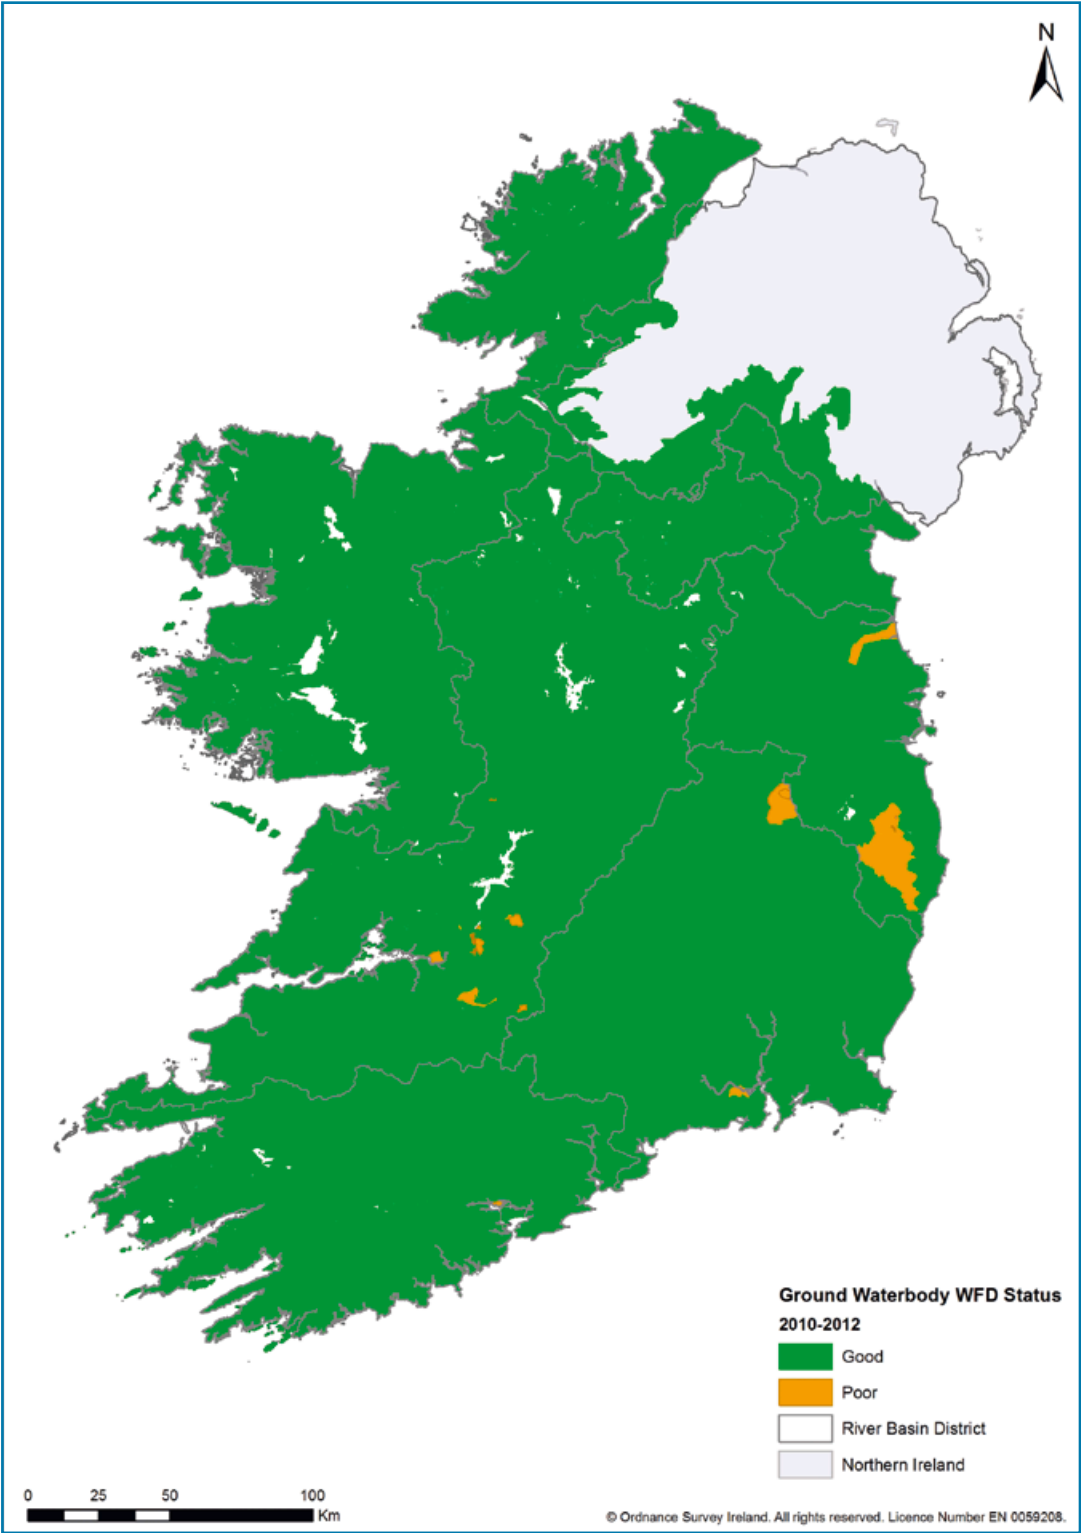 N
Ground Waterbody WFD Status
2010-2012
Good
Poor
River Basin District
Northern Ireland
0 25 50 100
Km
© Ordnance Survey Ireland. All rights reserved. Licence Number EN 0059208.